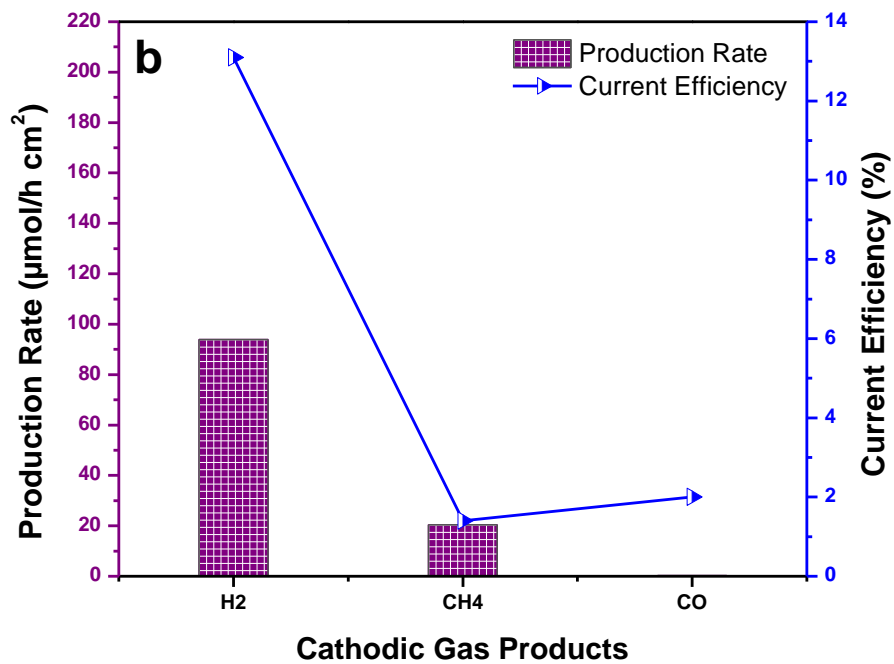 b
Production Rate
Current Efficiency
Production Rate (µmol/h cm²)
220
200
180
160
140
120
100
80
60
40
20
0
14
12
10
8
6
4
2
0
Current Efficiency (%)
H2 CH4 CO
Cathodic Gas Products